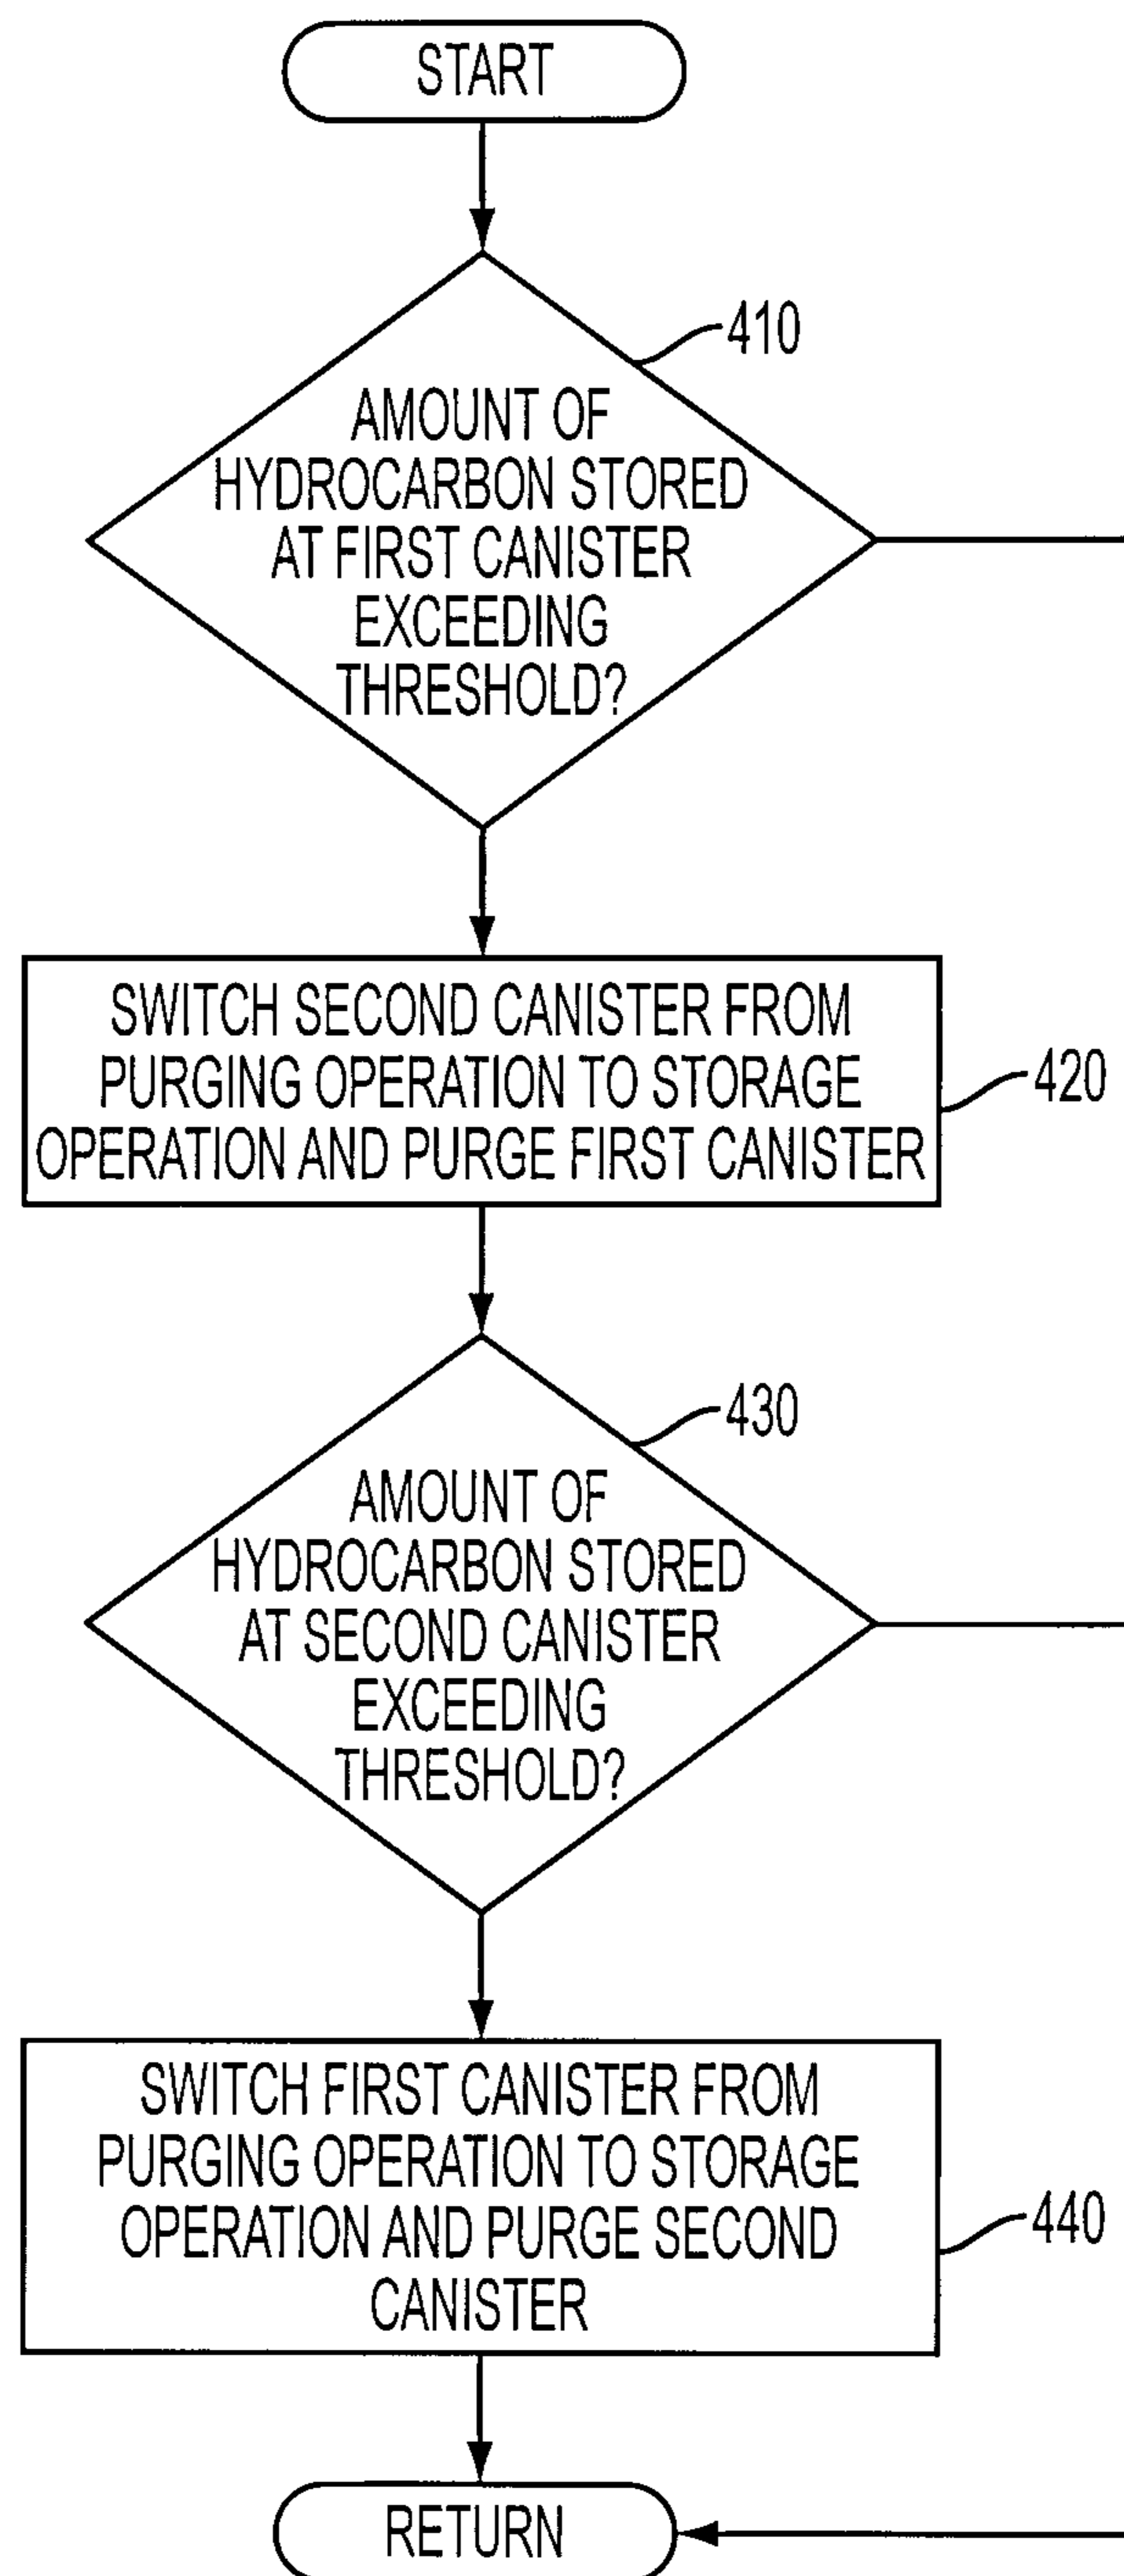 START
410
AMOUNT OF
HYDROCARBON STORED
AT FIRST CANISTER
EXCEEDING
THRESHOLD?
SWITCH SECOND CANISTER FROM
PURGING OPERATION TO STORAGE
OPERATION AND PURGE FIRST CANISTER
420
430
AMOUNT OF
HYDROCARBON STORED
AT SECOND CANISTER
EXCEEDING
THRESHOLD?
SWITCH FIRST CANISTER FROM
PURGING OPERATION TO STORAGE
OPERATION AND PURGE SECOND
CANISTER
440
RETURN